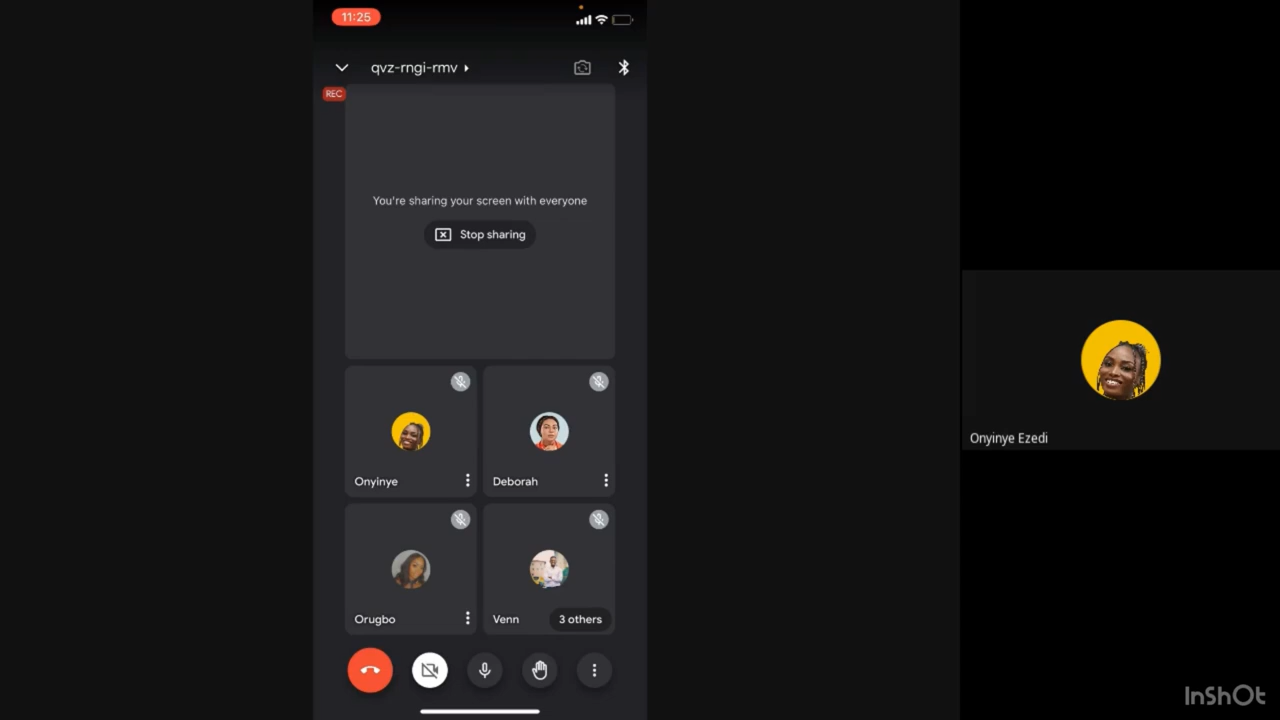 11:25
qvz-rngi-rmv
REC
You're sharing your screen with everyone
Stop sharing
Onyinye
Deborah
Orugbo
Venn
3 others
Onyinye Ezedi
InShOt